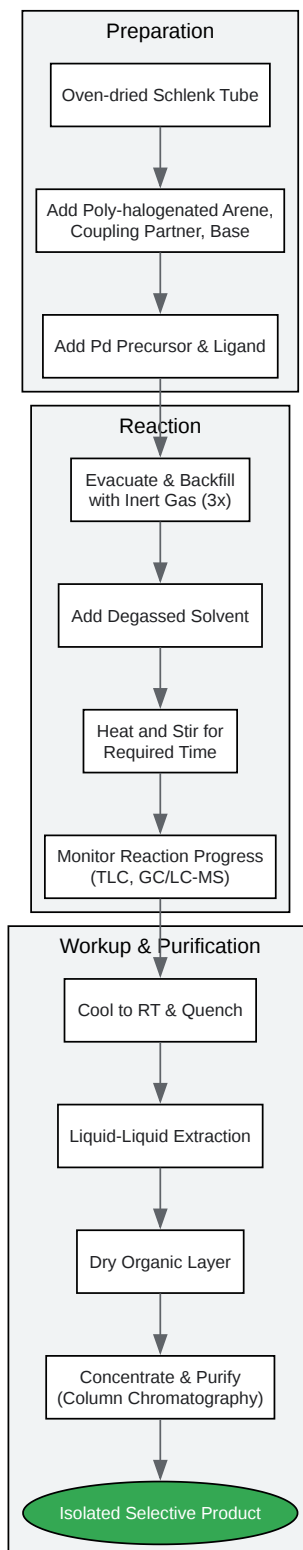 Preparation
Oven-dried Schlenk Tube
Add Poly-halogenated Arene,
Coupling Partner, Base
Add Pd Precursor & Ligand
Reaction
Evacuate & Backfill
with Inert Gas (3x)
Add Degassed Solvent
Heat and Stir for
Required Time
Monitor Reaction Progress
(TLC, GC/LC-MS)
Workup & Purification
Cool to RT & Quench
Liquid-Liquid Extraction
Dry Organic Layer
Concentrate & Purify
(Column Chromatography)
Isolated Selective Product